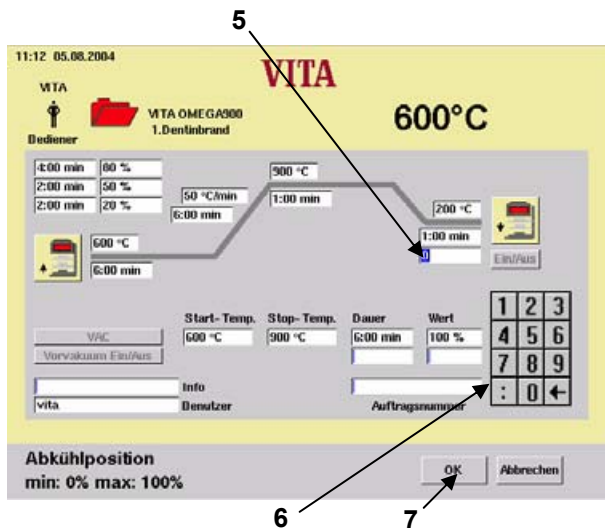 5
11:12 05.08.2004
VITA
VITA
VITA OMEGA900
1.Dentinbrand
Bediener
600°C
4:00 min 80 %
2:00 min 50 %
2:00 min 20 %
50 °C/min
6:00 min
900 °C
1:00 min
200 °C
1:00 min
0
Ein/Aus
600 °C
6:00 min
Start-Temp. Stop-Temp. Dauer Wert
600 °C 900 °C 6:00 min 100 %
VAC
Vorvakuum Ein/Aus
1 2 3
4 5 6
7 8 9
: 0 ←
Info
vita Benutzer
Auftragsnummer
Abkühlposition
min: 0% max: 100%
OK Abbrechen
6 7